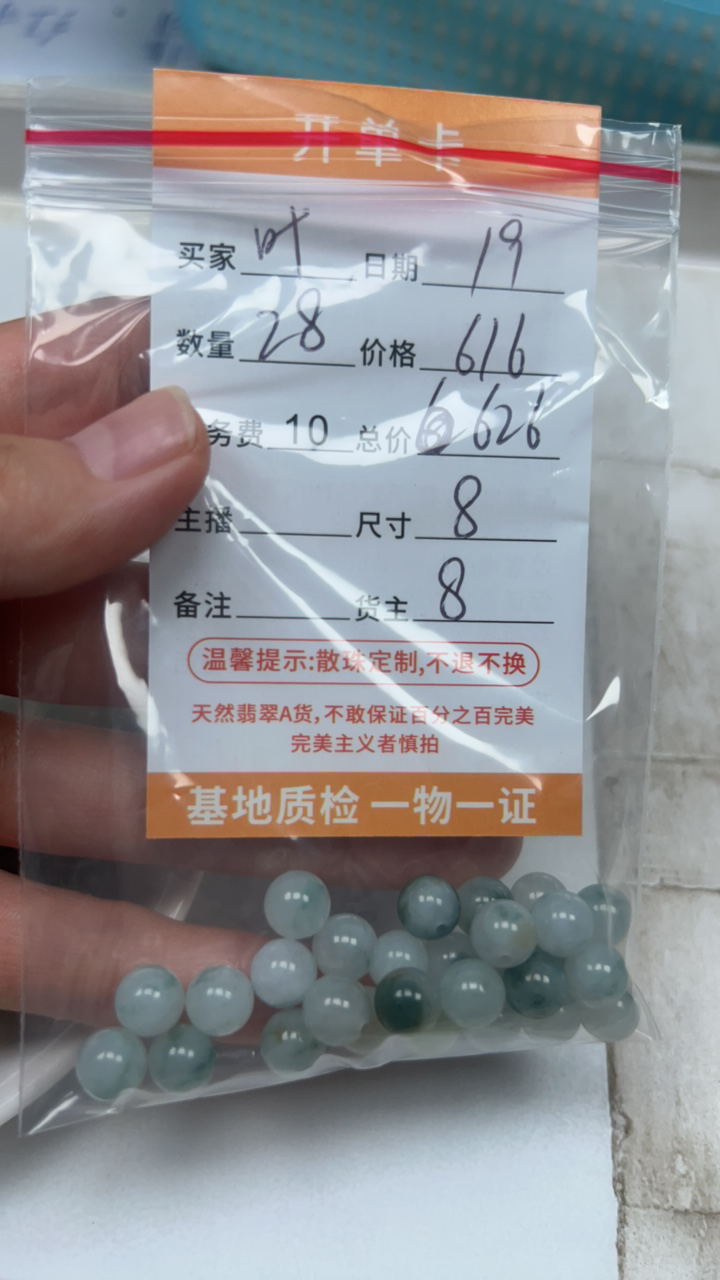 开单卡
买家 叶 日期 19
数量 28 价格 616
务费 10 总价 626
主播 尺寸 8
备注 货主 8
温馨提示:散珠定制,不退不换
天然翡翠A货,不敢保证百分之百完美
完美主义者慎拍
基地质检 一物一证